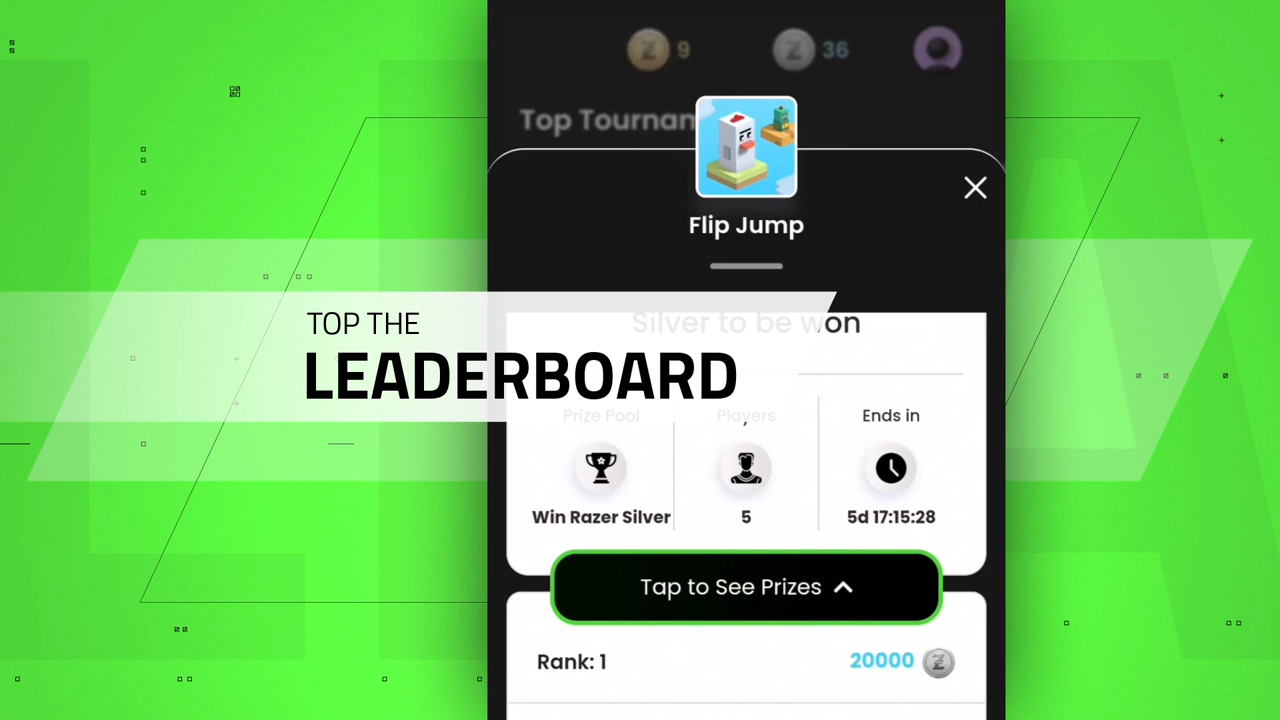 9
36
Top Tournam
Flip Jump
TOP THE
LEADERBOARD
Silver to be won
Prize Pool
Players
Ends in
Win Razer Silver
5
5d 17:15:28
Tap to See Prizes
Rank: 1
20000